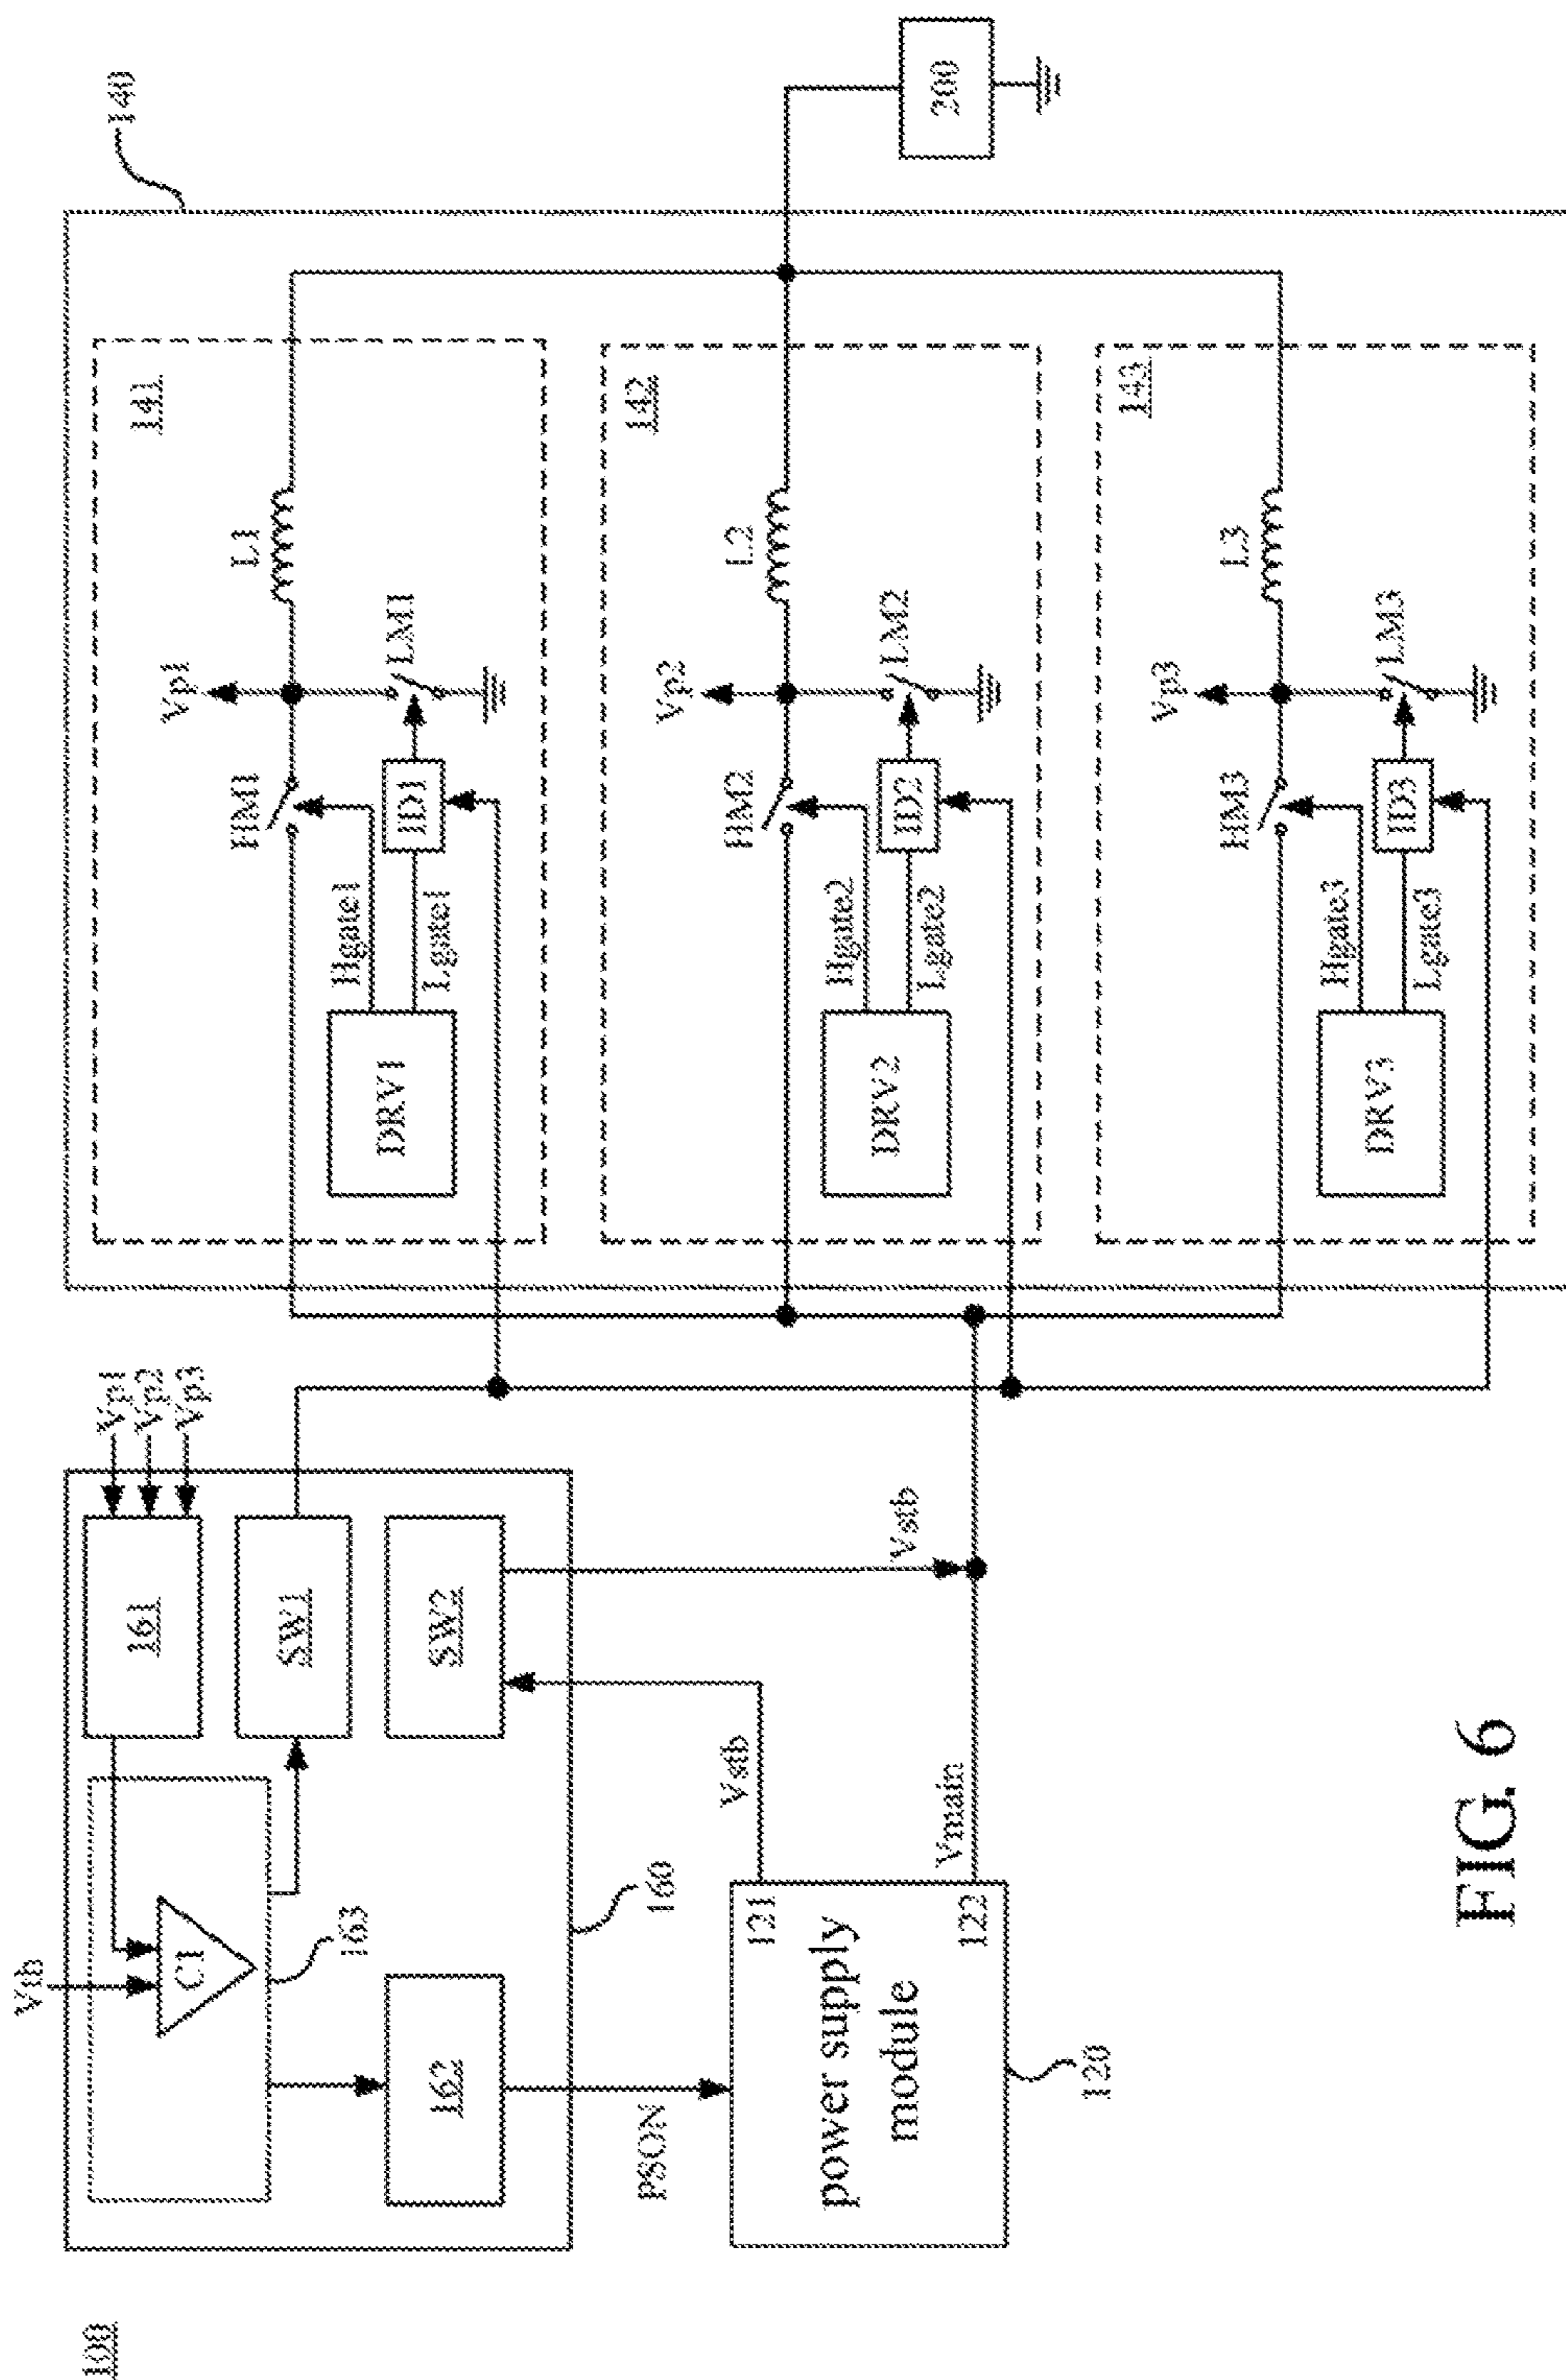 100
Vth
C1
163
161
SW1
SW2
162
160
PSON
Vp1
Vp2
Vp3
Vstb
Vstb
Vmain
121
122
power supply
module
120
140
141
DRV1
Hgate1
Lgate1
HM1
ID1
LM1
Vp1
L1
142
DRV2
Hgate2
Lgate2
HM2
ID2
LM2
Vp2
L2
143
DRV3
Hgate3
Lgate3
HM3
ID3
LM3
Vp3
L3
200
FIG. 6